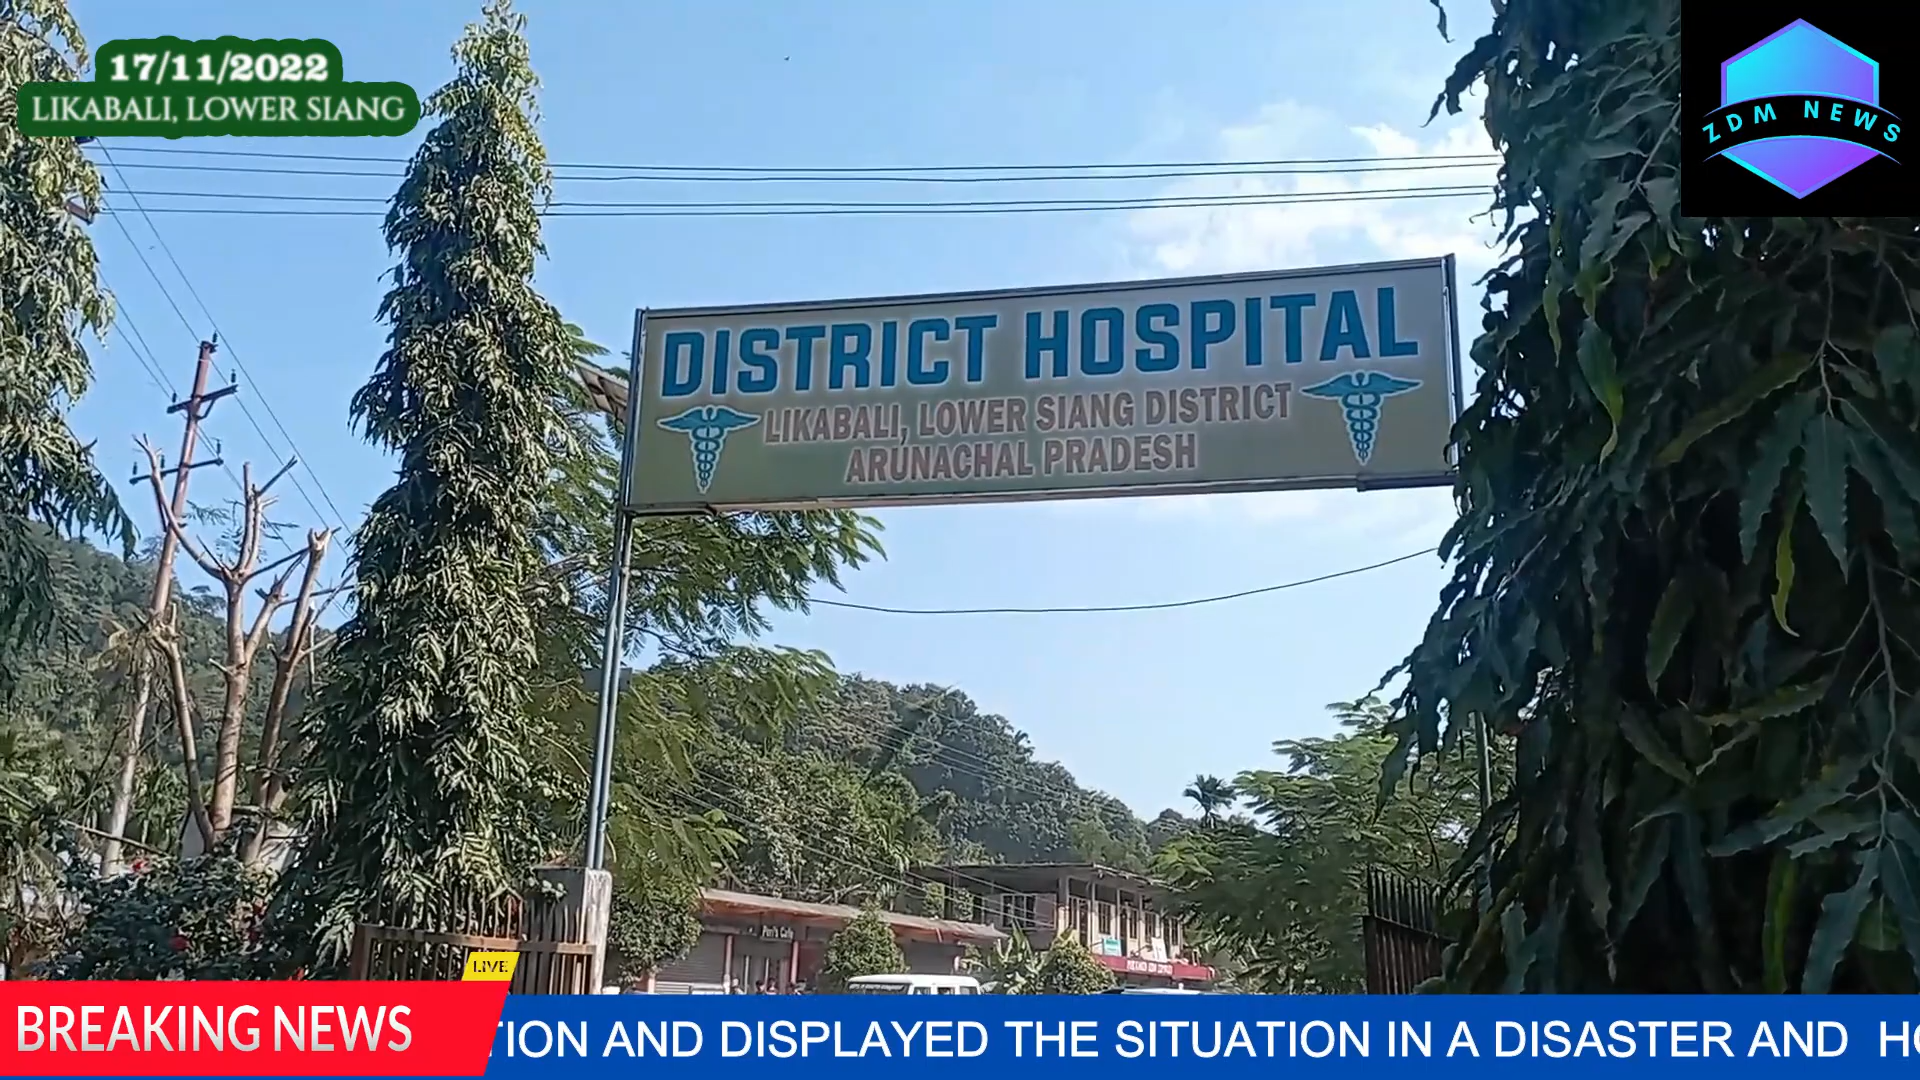 17/11/2022
LIKABALI, LOWER SIANG
ZDM NEWS
DISTRICT HOSPITAL
LIKABALI, LOWER SIANG DISTRICT
ARUNACHAL PRADESH
LIVE
BREAKING NEWS
TION AND DISPLAYED THE SITUATION IN A DISASTER AND HO